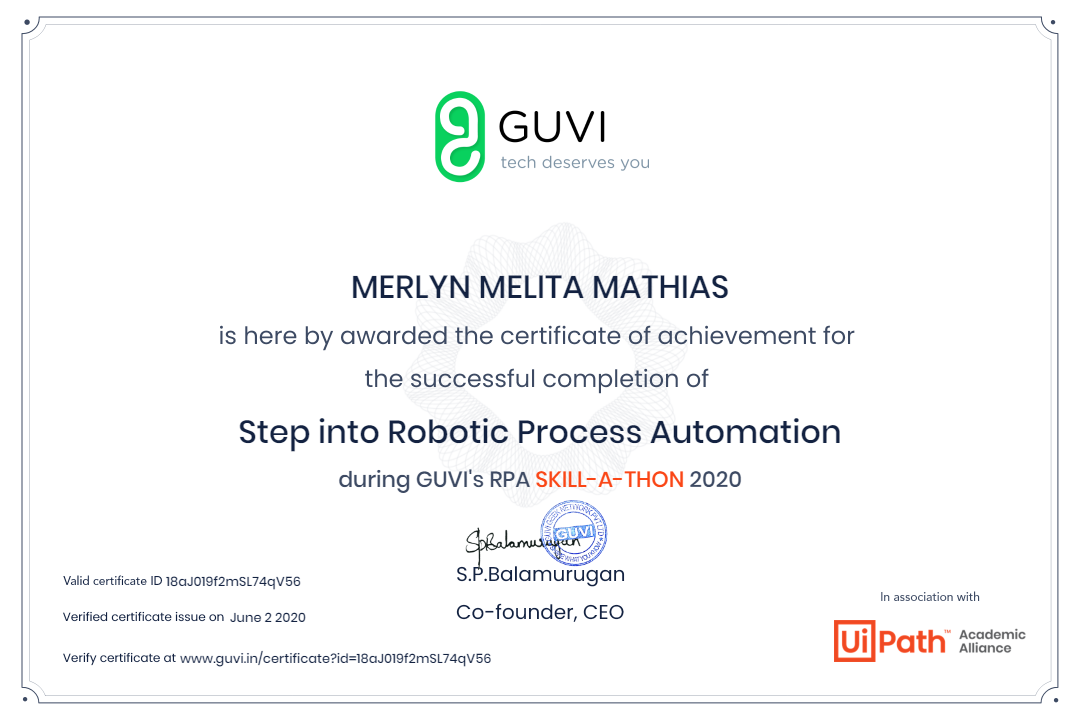 GUVI
tech deserves you
MERLYN MELITA MATHIAS
is here by awarded the certificate of achievement for
the successful completion of
Step into Robotic Process Automation
during GUVI's RPA SKILL-A-THON 2020
SPBalamurugan
GUVI
S.P.Balamurugan
Co-founder, CEO
Valid certificate ID 18aJ019f2mSL74qV56
Verified certificate issue on June 2 2020
Verify certificate at www.guvi.in/certificate?id=18aJ019f2mSL74qV56
In association with
UiPath™ Academic
Alliance